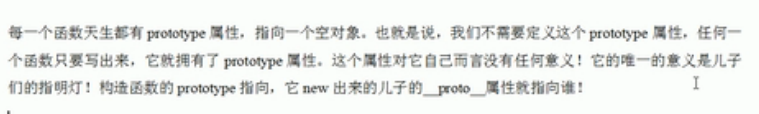 每一个函数天生都有 prototype 属性，指向一个空对象。也就是说，我们不需要定义这个 prototype 属性，任何一
个函数只要写出来，它就拥有了 prototype 属性。这个属性对它自己而言没有任何意义！它的唯一的意义是儿子
们的指明灯！构造函数的 prototype 指向，它 new 出来的儿子的__proto__属性就指向谁！